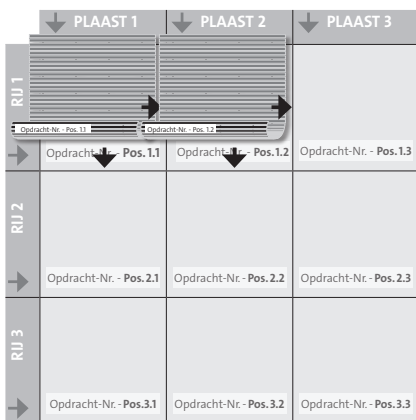 PLAAST 1 PLAAST 2 PLAAST 3
RIJ 1
Opdracht-Nr. - Pos. 1.1 Opdracht-Nr. - Pos. 1.2
Opdracht-Nr. - Pos. 1.1 Opdracht-Nr. - Pos. 1.2 Opdracht-Nr. - Pos. 1.3
RIJ 2
Opdracht-Nr. - Pos. 2.1 Opdracht-Nr. - Pos. 2.2 Opdracht-Nr. - Pos. 2.3
RIJ 3
Opdracht-Nr. - Pos. 3.1 Opdracht-Nr. - Pos. 3.2 Opdracht-Nr. - Pos. 3.3